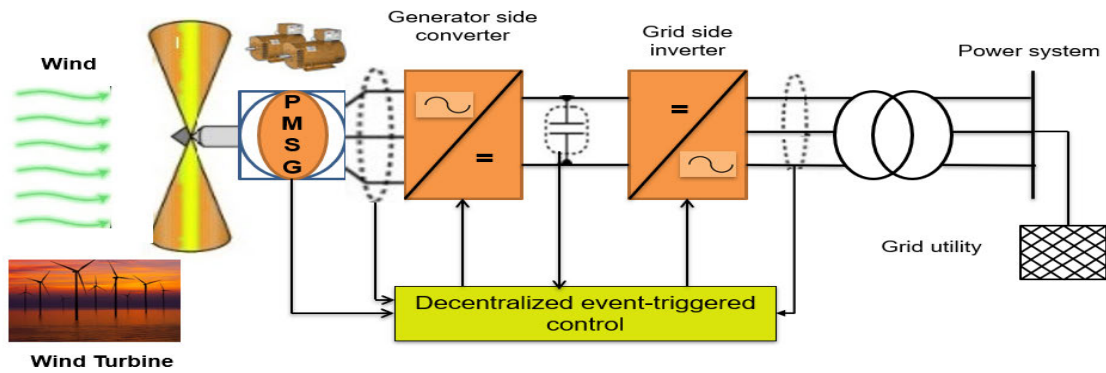 Generator side
converter
Grid side
inverter
Power system
Wind
P
M
S
G
=
=
Grid utility
Decentralized event-triggered
control
Wind Turbine